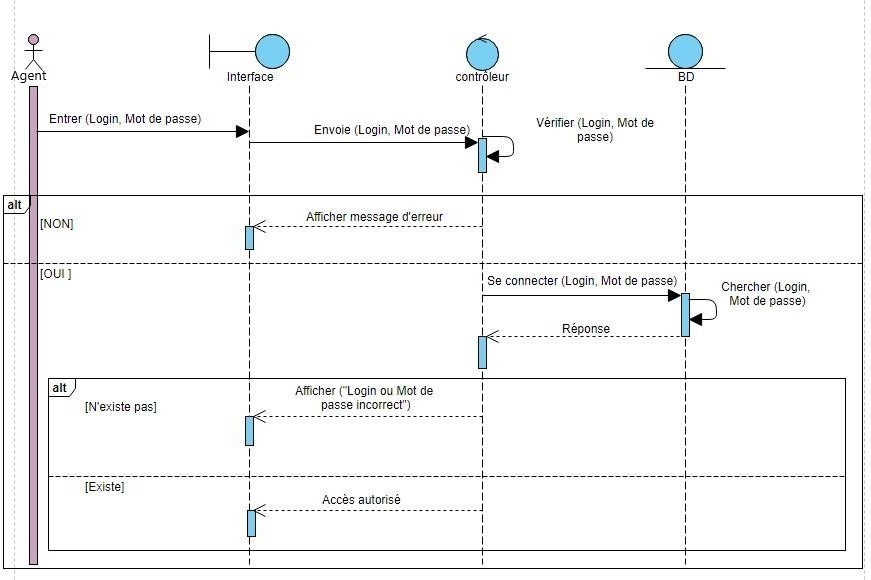 Agent
Interface
contrôleur
BD
Entrer (Login, Mot de passe)
Envoie (Login, Mot de passe)
Vérifier (Login, Mot de
passe)
alt
[NON]
Afficher message d'erreur
[OUI ]
Se connecter (Login, Mot de passe)
Chercher (Login,
Mot de passe)
Réponse
alt
[N'existe pas]
Afficher ("Login ou Mot de
passe incorrect")
[Existe]
Accès autorisé